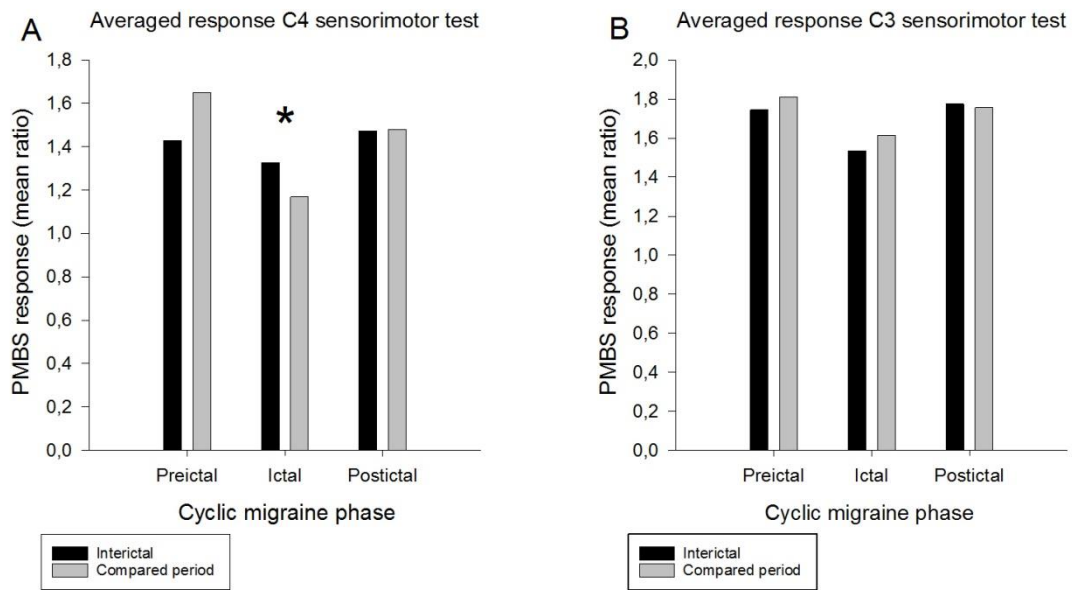 A
Averaged response C4 sensorimotor test
1,8
1,6
1,4
1,2
1,0
0,8
0,6
0,4
0,2
0,0
PMBS response (mean ratio)
*
Preictal Ictal Postictal
Cyclic migraine phase
Interictal
Compared period
B
Averaged response C3 sensorimotor test
2,0
1,8
1,6
1,4
1,2
1,0
0,8
0,6
0,4
0,2
0,0
PMBS response (mean ratio)
Preictal Ictal Postictal
Cyclic migraine phase
Interictal
Compared period